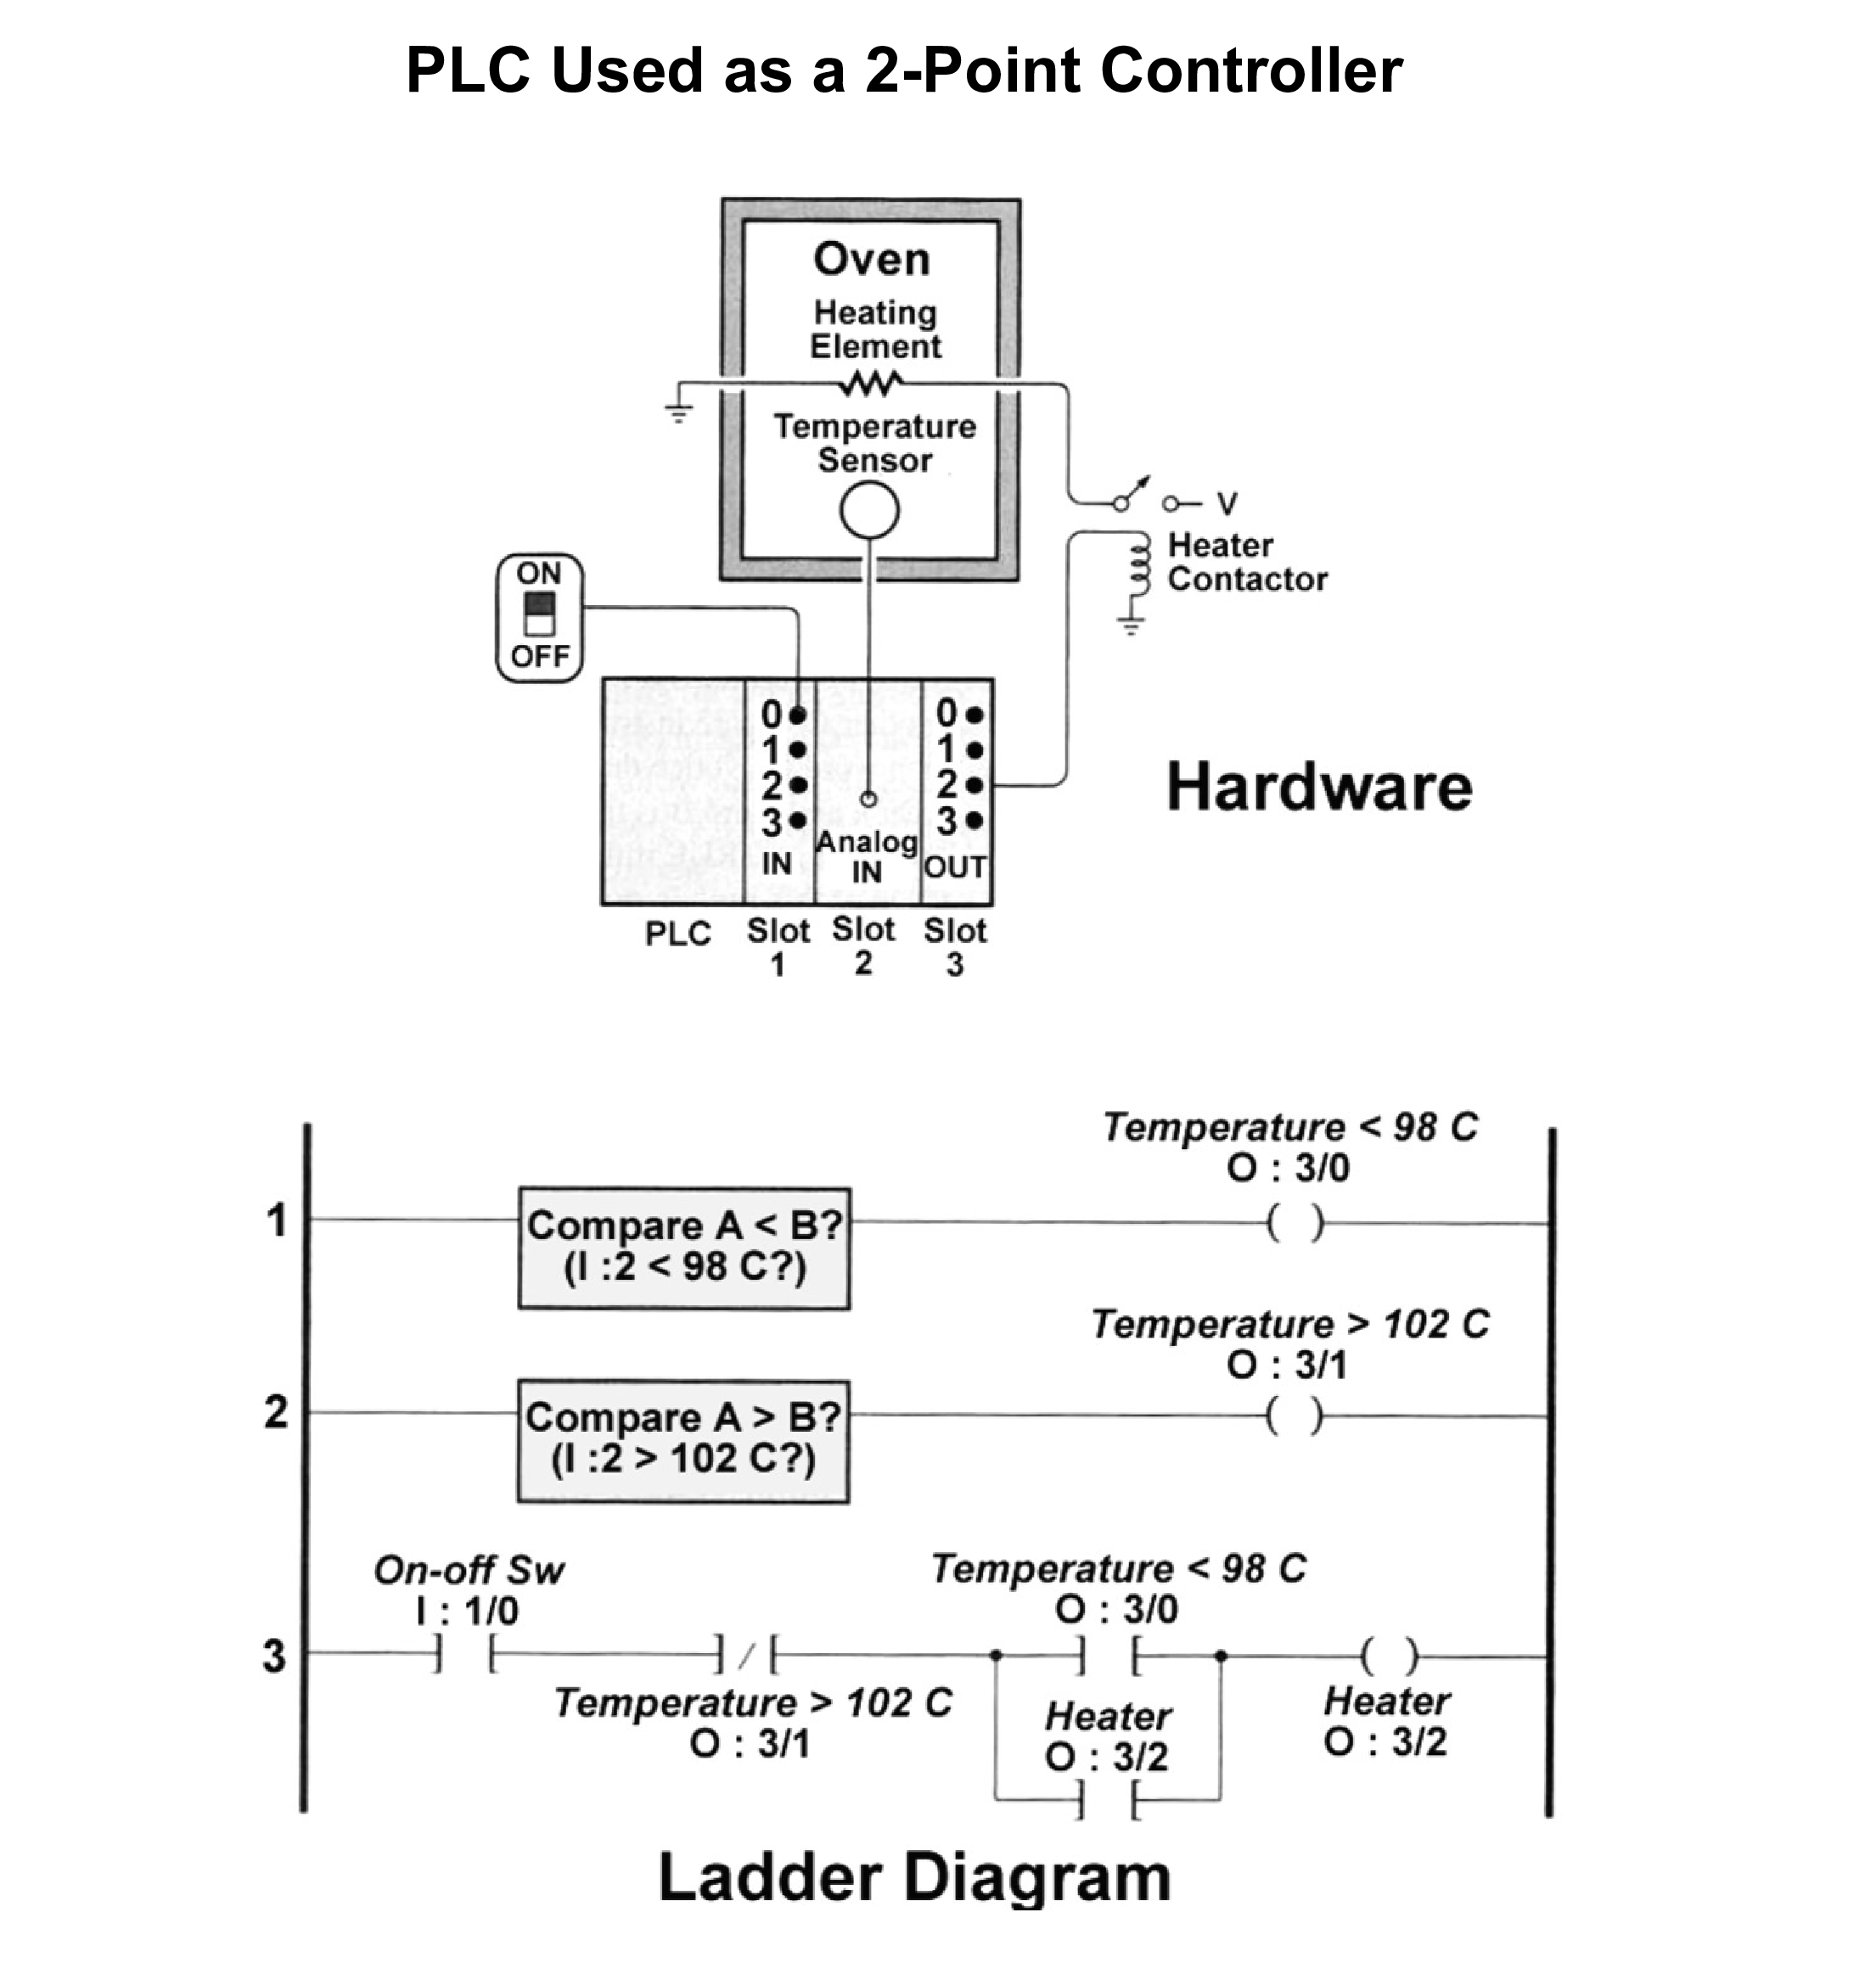 PLC Used as a 2-Point Controller
Oven
Heating
Element
Temperature
Sensor
V
Heater
Contactor
ON
OFF
0
1
2
3
IN
Analog
IN
0
1
2
3
OUT
Hardware
PLC
Slot
1
Slot
2
Slot
3
Temperature < 98 C
O : 3/0
1
Compare A < B?
(I :2 < 98 C?)
Temperature > 102 C
O : 3/1
2
Compare A > B?
(I :2 > 102 C?)
On-off Sw
I : 1/0
Temperature < 98 C
O : 3/0
3
Temperature > 102 C
O : 3/1
Heater
O : 3/2
Heater
O : 3/2
Ladder Diagram